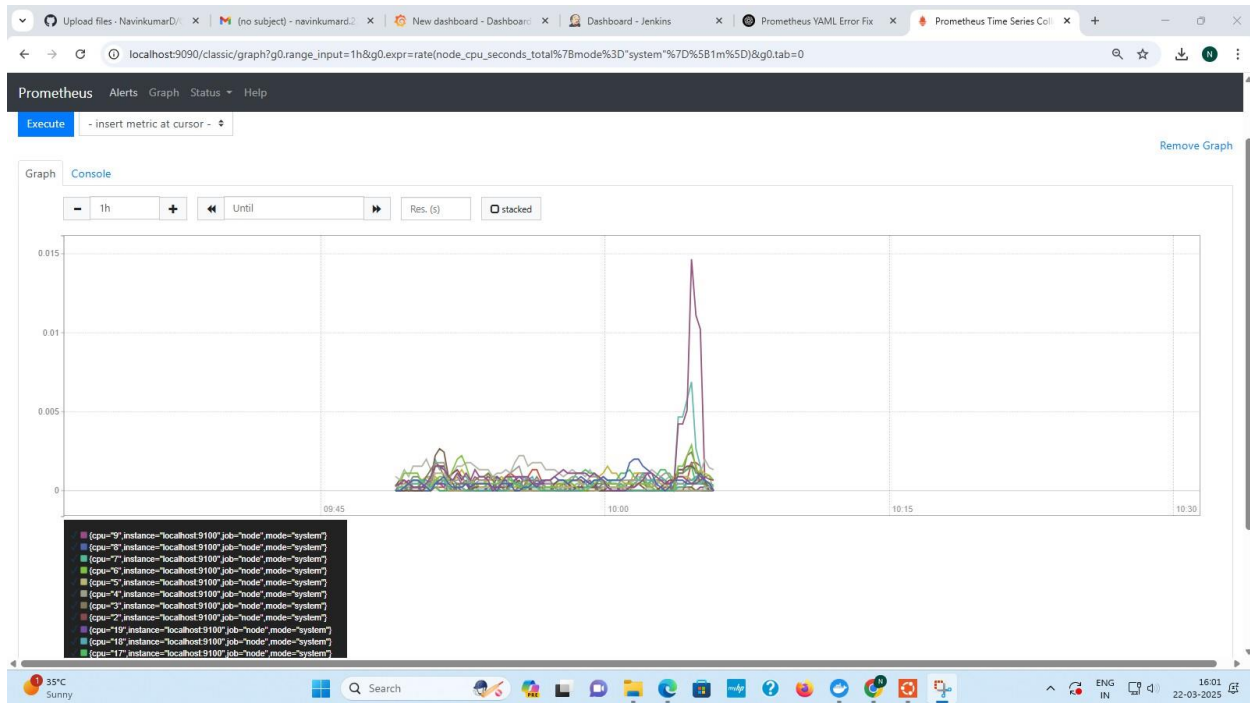 Upload files - NavinkumarD/
(no subject) - navinkumard.2
New dashboard - Dashboard
Dashboard - Jenkins
Prometheus YAML Error Fix
Prometheus Time Series Coll
localhost:9090/classic/graph?g0.range_input=1h&g0.expr=rate(node_cpu_seconds_total%7Bmode%3D"system"%7D%5B1m%5D)&g0.tab=0
N
Prometheus Alerts Graph Status Help
Execute - insert metric at cursor -
Remove Graph
Graph Console
1h Until Res. (s) stacked
0.015
0.01
0.005
0
09:45 10:00 10:15 10:30
{cpu="9",instance="localhost:9100",job="node",mode="system"}
{cpu="8",instance="localhost:9100",job="node",mode="system"}
{cpu="7",instance="localhost:9100",job="node",mode="system"}
{cpu="6",instance="localhost:9100",job="node",mode="system"}
{cpu="5",instance="localhost:9100",job="node",mode="system"}
{cpu="4",instance="localhost:9100",job="node",mode="system"}
{cpu="3",instance="localhost:9100",job="node",mode="system"}
{cpu="2",instance="localhost:9100",job="node",mode="system"}
{cpu="19",instance="localhost:9100",job="node",mode="system"}
{cpu="18",instance="localhost:9100",job="node",mode="system"}
{cpu="17",instance="localhost:9100",job="node",mode="system"}
1
35°C
Sunny
Search
PRE
myhp
ENG
IN
16:01
22-03-2025